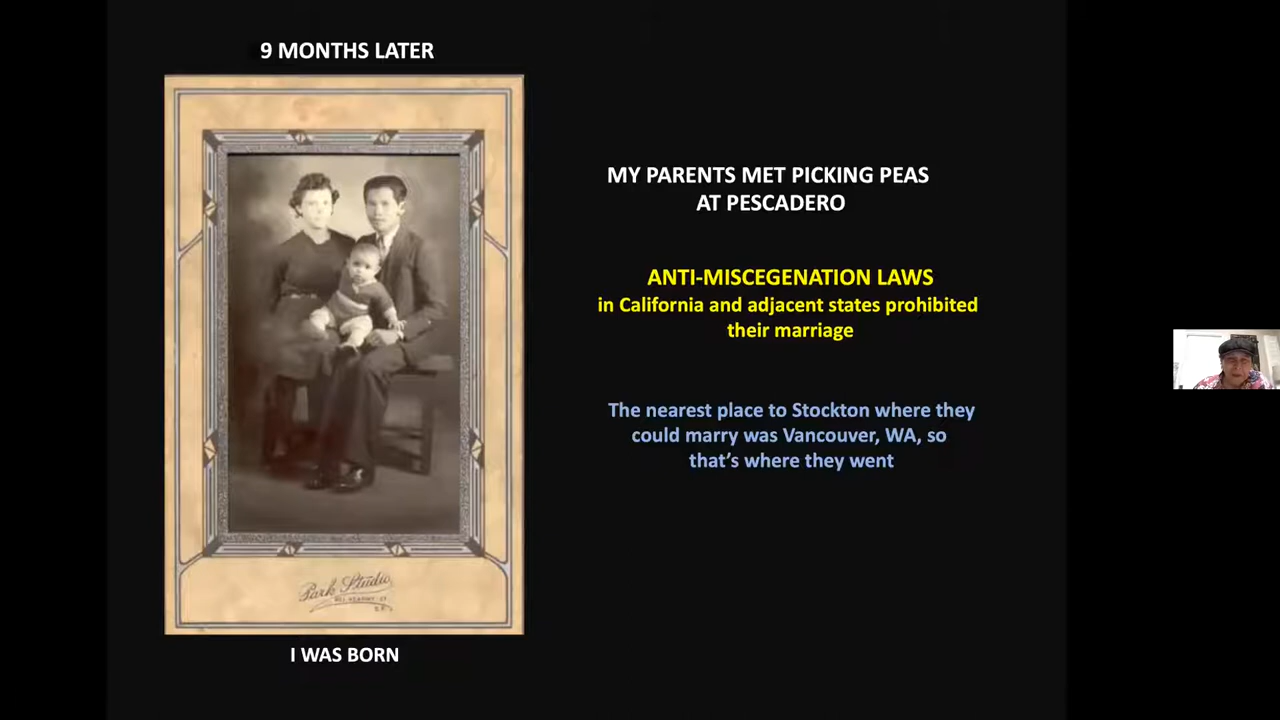 9 MONTHS LATER
MY PARENTS MET PICKING PEAS
AT PESCADERO
ANTI-MISCEGENATION LAWS
in California and adjacent states prohibited
their marriage
The nearest place to Stockton where they
could marry was Vancouver, WA, so
that’s where they went
Park Studio
I WAS BORN